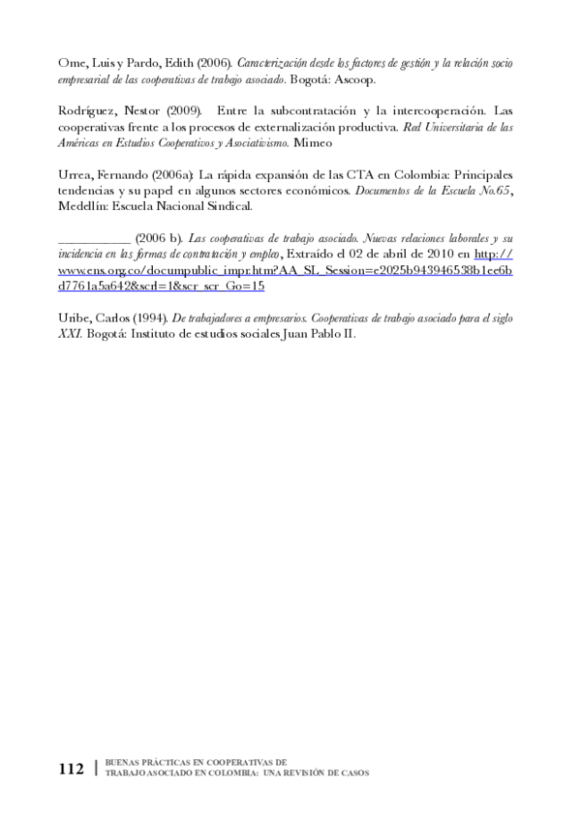 Ome, Luis y Pardo, Edith (2006). Caracterización desde los factores de gestión y la relación socio
empresarial de las cooperativas de trabajo asociado. Bogotá: Ascoop.
Rodríguez, Nestor (2009). Entre la subcontratación y la intercooperación. Las
cooperativas frente a los procesos de externalización productiva. Red Universitaria de las
Américas en Estudios Cooperativos y Asociativismo. Mimeo
Urrea, Fernando (2006a): La rápida expansión de las CTA en Colombia: Principales
tendencias y su papel en algunos sectores económicos. Documentos de la Escuela No.65,
Medellín: Escuela Nacional Sindical.
___________ (2006 b). Las cooperativas de trabajo asociado. Nuevas relaciones laborales y su
incidencia en las formas de contratación y empleo, Extraído el 02 de abril de 2010 en http://
www.ens.org.co/documpublic_impr.htm?AA_SL_Session=e2025b943946538b1ee6b
d7761a5a642&scrl=1&scr_scr_Go=15
Uribe, Carlos (1994). De trabajadores a empresarios. Cooperativas de trabajo asociado para el siglo
XXI. Bogotá: Instituto de estudios sociales Juan Pablo II.
112 | BUENAS PRÁCTICAS EN COOPERATIVAS DE
TRABAJO ASOCIADO EN COLOMBIA: UNA REVISIÓN DE CASOS